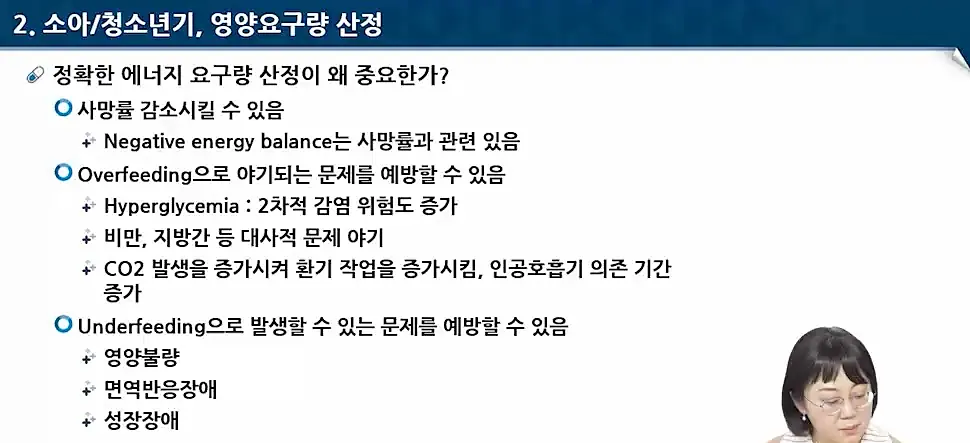 2. 소아/청소년기, 영양요구량 산정
정확한 에너지 요구량 산정이 왜 중요한가?
사망률 감소시킬 수 있음
Negative energy balance는 사망률과 관련 있음
Overfeeding으로 야기되는 문제를 예방할 수 있음
Hyperglycemia : 2차적 감염 위험도 증가
비만, 지방간 등 대사적 문제 야기
CO2 발생을 증가시켜 환기 작업을 증가시킴, 인공호흡기 의존 기간
증가
Underfeeding으로 발생할 수 있는 문제를 예방할 수 있음
영양불량
면역반응장애
성장장애